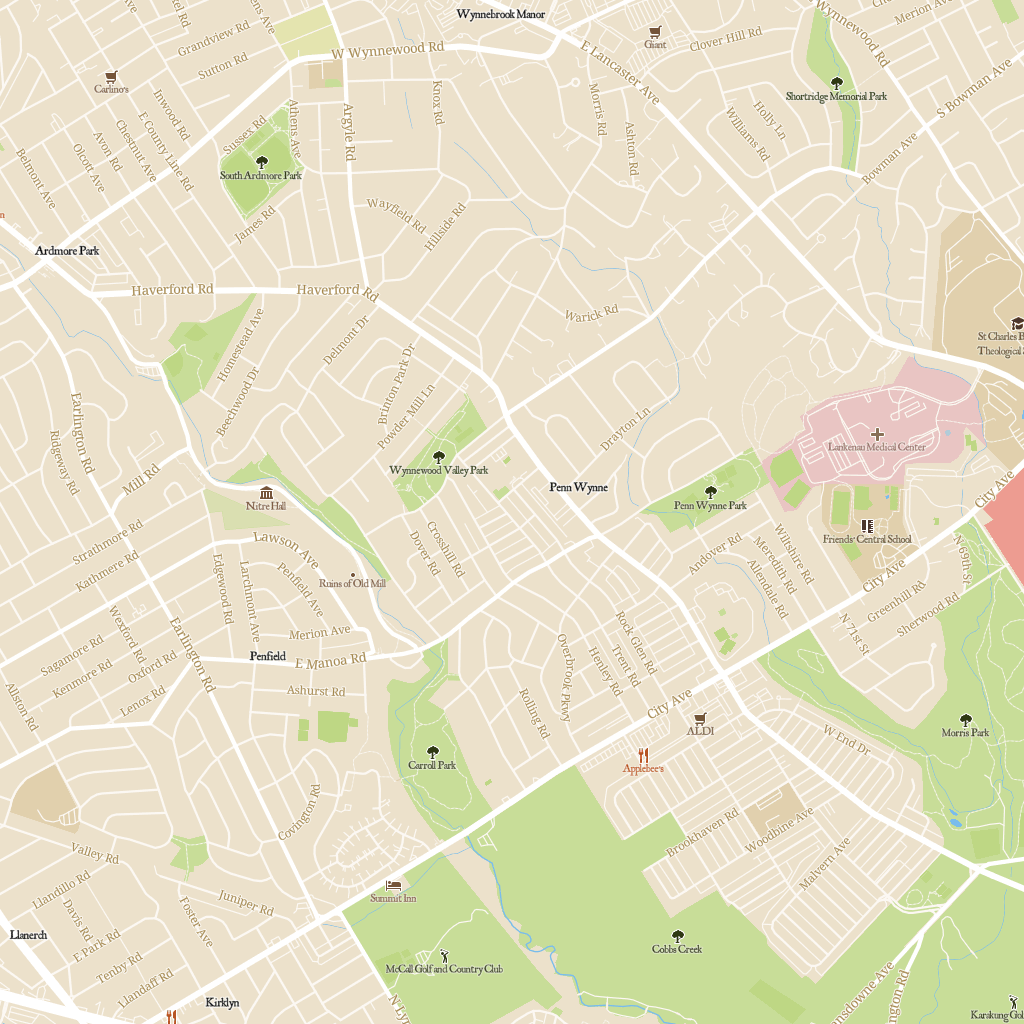 Wynnebrook Manor
Merion Ave
Grandview Rd
W Wynnewood Rd
Giant
Clover Hill Rd
Wynnewood Rd
Sutton Rd
E Lancaster Ave
S Bowman Ave
Carlino's
Inwood Rd
Knox Rd
Morris Rd
Holly Ln
Shortridge Memorial Park
E County Line Rd
Athens Ave
Argyle Rd
Chestnut Ave
Avon Rd
Olcott Ave
Sussex Rd
Ashton Rd
Williams Rd
Bowman Ave
Belmont Ave
South Ardmore Park
Wayfield Rd
Hillside Rd
James Rd
Ardmore Park
Haverford Rd
Haverford Rd
Warick Rd
St Charles B
Theological S
Homestead Ave
Delmont Dr
Brinton Park Dr
Beechwood Dr
Powder Mill Ln
Drayton Ln
Earlington Rd
Ridgeway Rd
Lankenau Medical Center
Mill Rd
Wynnewood Valley Park
Penn Wynne
Penn Wynne Park
City Ave
Nitre Hall
Strathmore Rd
Lawson Ave
Crosshill Rd
Dover Rd
Friends' Central School
Andover Rd
Wiltshire Rd
Meredith Rd
Allendale Rd
N 69th St
City Ave
Kathmere Rd
Edgewood Rd
Larchmont Ave
Penfield Ave
Ruins of Old Mill
Greenhill Rd
Sherwood Rd
Wexford Rd
Merion Ave
N 71st St
Rock Glen Rd
Trent Rd
Henley Rd
Overbrook Pkwy
Sagamore Rd
Kenmore Rd
Oxford Rd
Penfield
E Manoa Rd
Earlington Rd
Lenox Rd
Ashurst Rd
Allston Rd
Rolling Rd
City Ave
ALDI
W End Dr
Morris Park
Carroll Park
Applebee's
Covington Rd
Brookhaven Rd
Woodbine Ave
Valley Rd
Malvern Ave
Llandillo Rd
Juniper Rd
Summit Inn
Davis Rd
Foster Ave
Llanerch
E Park Rd
Cobbs Creek
Tenby Rd
McCall Golf and Country Club
Llandaff Rd
Kirklyn
N Lyn
nsdowne Ave
ington Rd
Karakung Gol